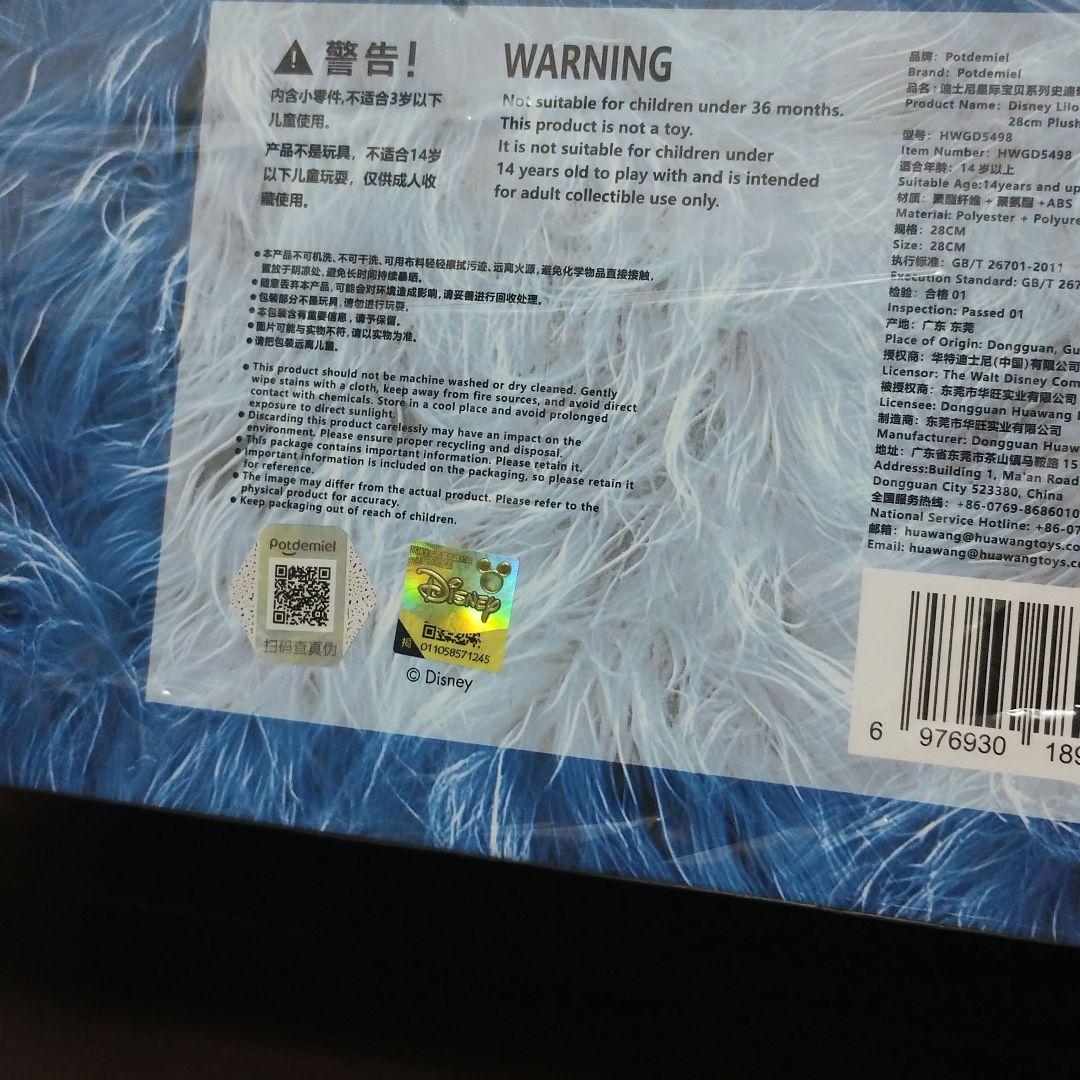 警告！
内含小零件,不适合3岁以下
儿童使用。
产品不是玩具，不适合14岁
以下儿童玩耍，仅供成人收
藏使用。
WARNING
Not suitable for children under 36 months.
This product is not a toy.
It is not suitable for children under
14 years old to play with and is intended
for adult collectible use only.
• 本产品不可机洗、不可干洗、可用布料轻轻擦拭污迹、远离火源，避免化学物品直接接触，
置放于阴凉处，避免长时间持续暴晒。
• 随意丢弃本产品，可能会对环境造成影响，请妥善进行回收处理。
• 包装部分不是玩具，请勿进行玩耍。
• 本包装含有重要信息，请予保留。
• 图片可能与实物不符，请以实物为准。
• 请把包装远离儿童。
• This product should not be machine washed or dry cleaned. Gently
wipe stains with a cloth, keep away from fire sources, and avoid direct
contact with chemicals. Store in a cool place and avoid prolonged
exposure to direct sunlight.
• Discarding this product carelessly may have an impact on the
environment. Please ensure proper recycling and disposal.
• This package contains important information. Please retain it.
• Important information is included on the packaging, so please retain it
for reference.
• The image may differ from the actual product. Please refer to the
physical product for accuracy.
• Keep packaging out of reach of children.
Potdemiel
扫码查真伪
Disney
揭
011058571245
© Disney
品牌：Potdemiel
Brand: Potdemiel
品名：迪士尼星际宝贝系列史迪
Product Name: Disney Lilo
28cm Plush
型号：HWGD5498
Item Number: HWGD5498
适合年龄：14岁以上
Suitable Age:14years and up
材质：聚酯纤维 + 聚氨酯 +ABS
Material: Polyester + Polyure
规格：28CM
Size: 28CM
执行标准：GB/T 26701-2011
Execution Standard: GB/T 267
检验：合格 01
Inspection: Passed 01
产地：广东 东莞
Place of Origin: Dongguan, Gu
授权商：华特迪士尼(中国)有限公司
Licensor: The Walt Disney Com
被授权商：东莞市华旺实业有限公司
Licensee: Dongguan Huawang
制造商：东莞市华旺实业有限公司
Manufacturer: Dongguan Huaw
地址：广东省东莞市茶山镇马鞍路 15
Address:Building 1, Ma'an Road
Dongguan City 523380, China
全国服务热线：+86-0769-8686010
National Service Hotline: +86-07
邮箱：huawang@huawangtoys.co
Email: huawang@huawangtoys.c
6 976930 189